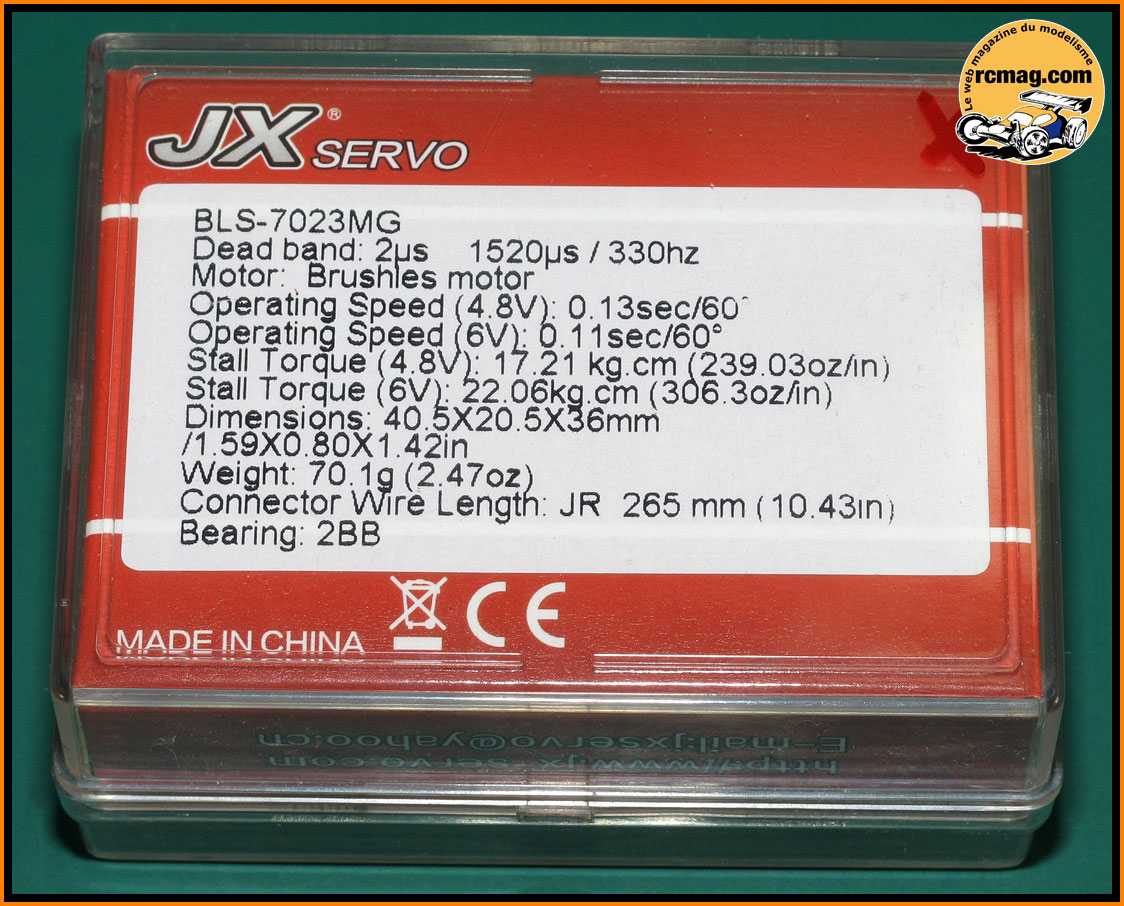 Le web magazine du modelisme
rcmag.com
JX® SERVO
BLS-7023MG
Dead band: 2µs 1520µs / 330hz
Motor: Brushles motor
Operating Speed (4.8V): 0.13sec/60°
Operating Speed (6V): 0.11sec/60°
Stall Torque (4.8V): 17.21 kg.cm (239.03oz/in)
Stall Torque (6V): 22.06kg.cm (306.3oz/in)
Dimensions: 40.5X20.5X36mm
/1.59X0.80X1.42in
Weight: 70.1g (2.47oz)
Connector Wire Length: JR 265 mm (10.43in)
Bearing: 2BB
CE
MADE IN CHINA
E-mail:jxservo@yahoo.cn
http://www.jx-servo.com